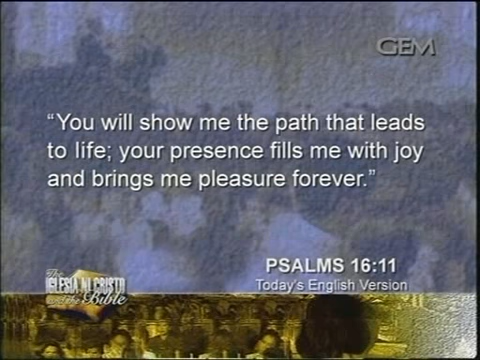 GEM
“You will show me the path that leads
to life; your presence fills me with joy
and brings me pleasure forever.”
PSALMS 16:11
Today's English Version
The
IGLESIA NI CRISTO
and the Bible